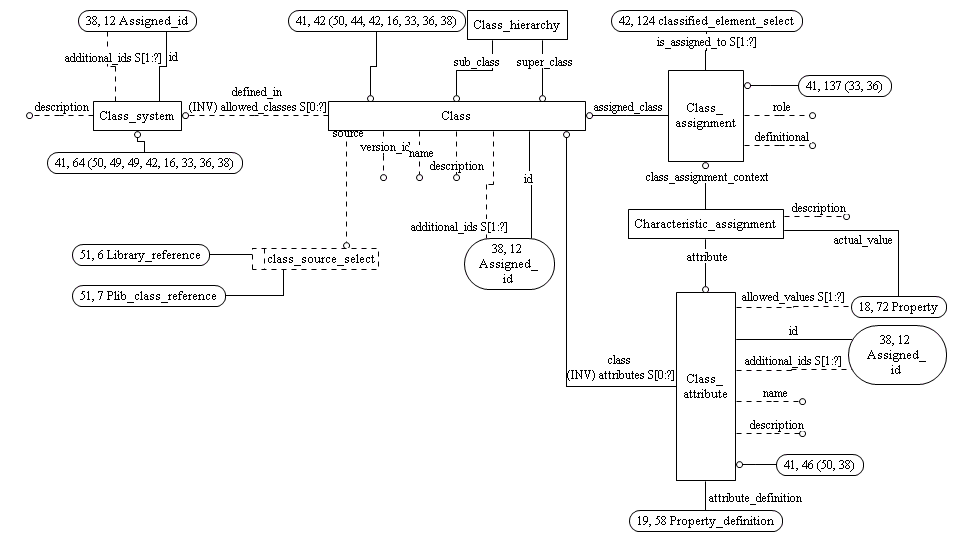 38, 12 Assigned_id
41, 42 (50, 44, 42, 16, 33, 36, 38)
Class_hierarchy
42, 124 classified_element_select
additional_ids S[1:?]
id
sub_class
super_class
is_assigned_to S[1:?]
41, 137 (33, 36)
description
Class_system
defined_in
(INV) allowed_classes S[0:?]
Class
assigned_class
Class_
assignment
role
definitional
41, 64 (50, 49, 49, 42, 16, 33, 36, 38)
source
version_id
name
description
id
additional_ids S[1:?]
class_assignment_context
Characteristic_assignment
description
actual_value
attribute
51, 6 Library_reference
class_source_select
51, 7 Plib_class_reference
38, 12
Assigned_
id
allowed_values S[1:?]
18, 72 Property
id
38, 12
Assigned_
id
additional_ids S[1:?]
class
(INV) attributes S[0:?]
Class_
attribute
name
description
41, 46 (50, 38)
attribute_definition
19, 58 Property_definition